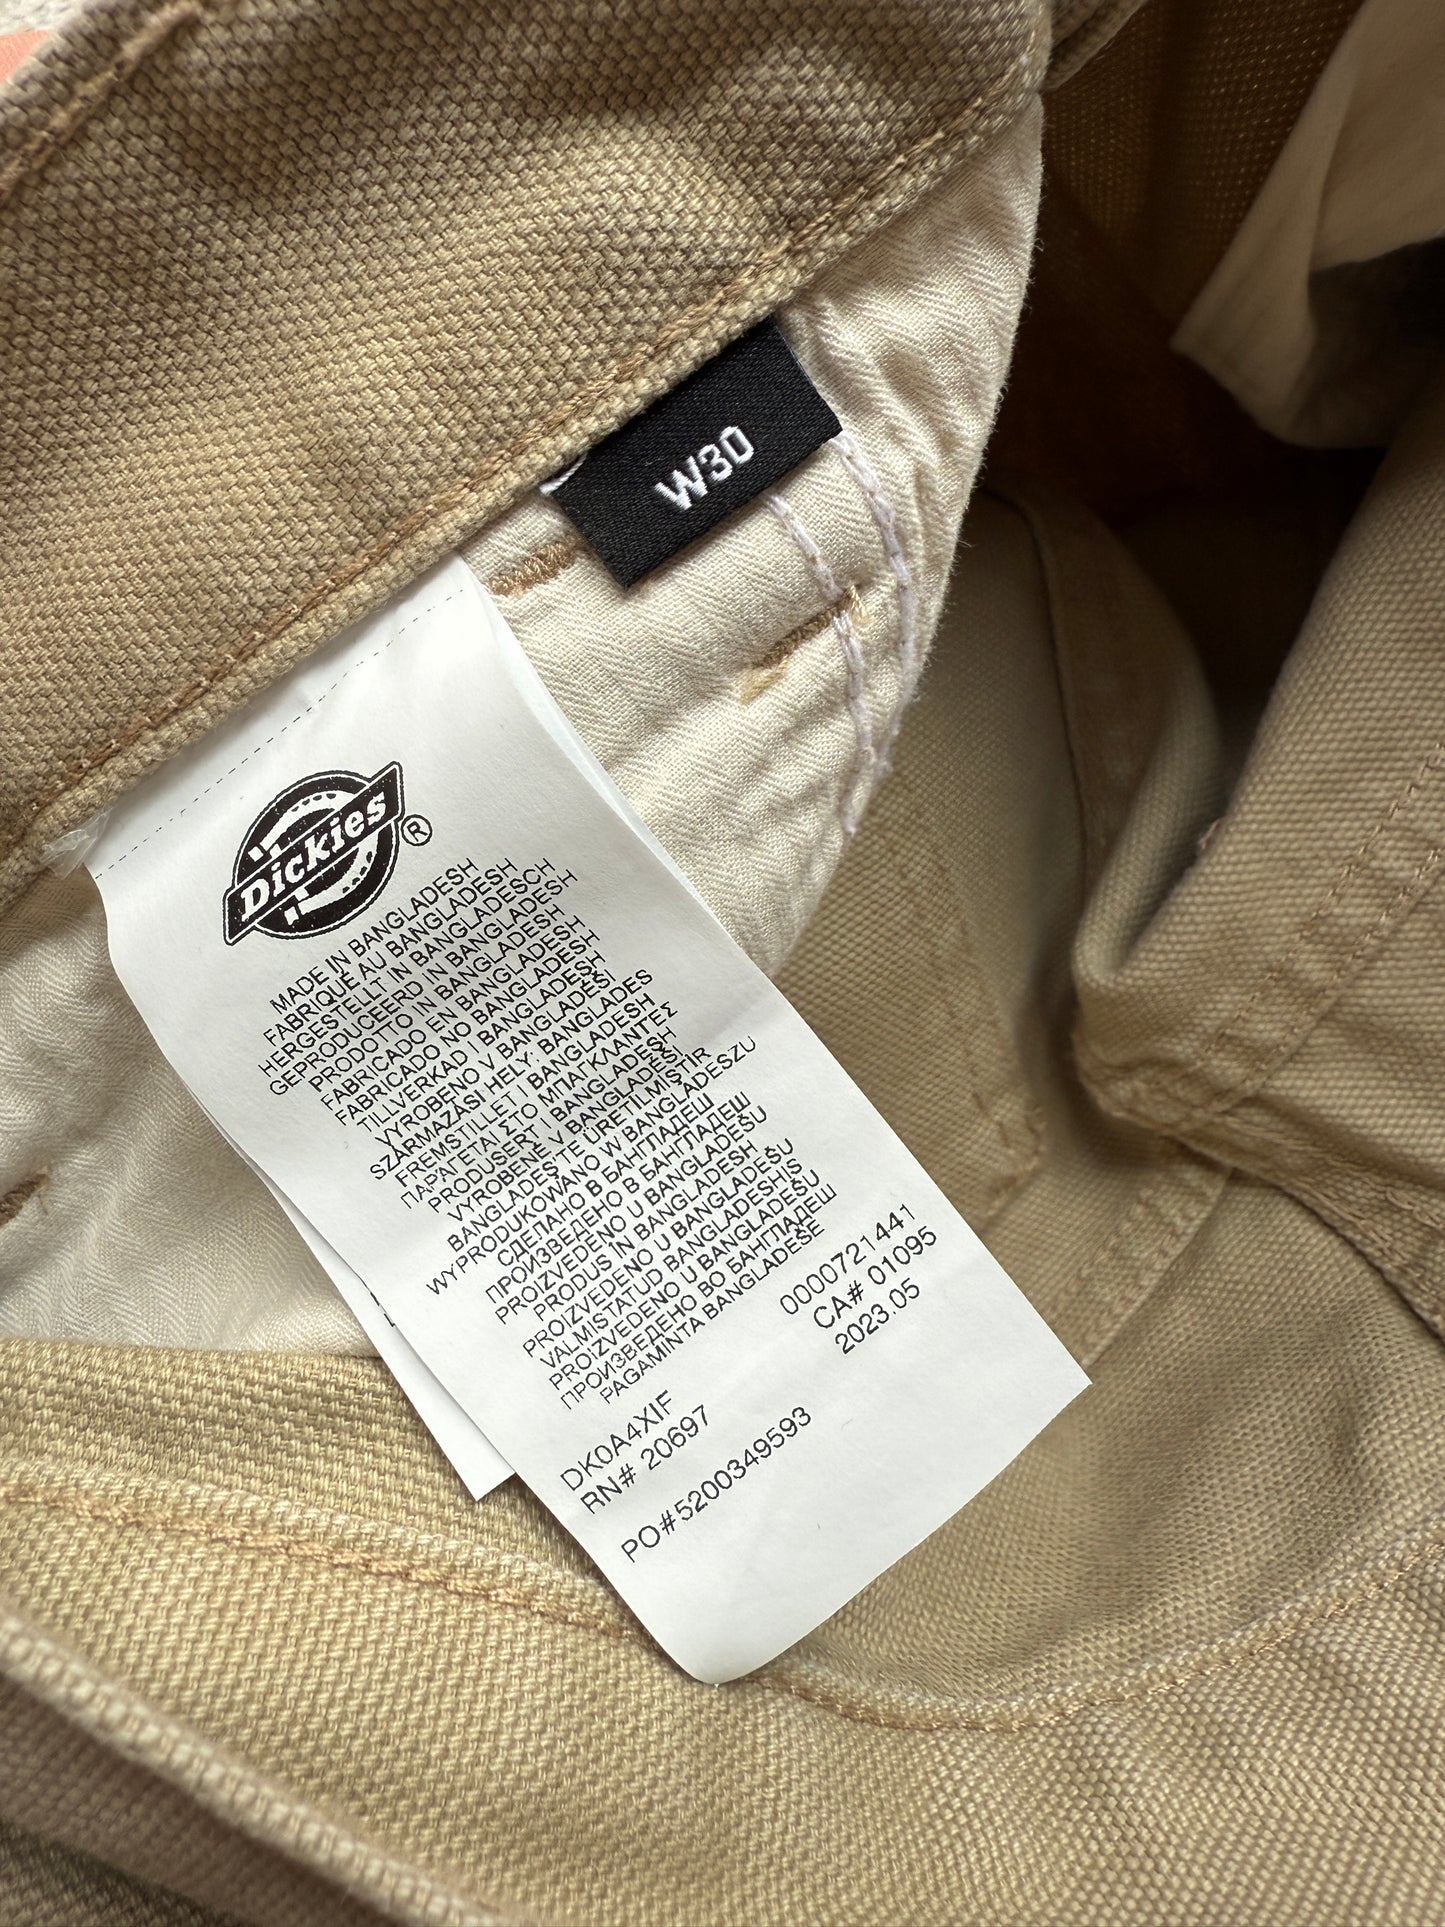 W30
Dickies®
MADE IN BANGLADESH
FABRIQUÉ AU BANGLADESH
HERGESTELLT IN BANGLADESCH
GEPRODUCEERD IN BANGLADESH
PRODOTTO IN BANGLADESH
FABRICADO EN BANGLADESH
FABRICADO NO BANGLADESH
TILLVERKAD I BANGLADESH
VYROBENO V BANGLADÉŠI
SZÁRMAZÁSI HELY: BANGLADES
FREMSTILLET I BANGLADESH
ΣΤΟ ΜΠΑΓΚΛΑΝΤΕΣ
PRODUSERT I BANGLADESH
VYROBENÉ V BANGLADÉŠI
BANGLADEŞ'TE ÜRETİLMİŞTİR
WYPRODUKOWANO W BANGLADESZU
СДЕЛАНО В БАНГЛАДЕШ
ПРОИЗВЕДЕНО В БАНГЛАДЕШ
PROIZVEDENO U BANGLADEŠU
PRODUS ÎN BANGLADESH
PROIZVEDENO U BANGLADEŠU
VALMISTATUD BANGLADESHIS
PROIZVEDENO U BANGLADEŠU
ПРОИЗВЕДЕНО ВО БАНГЛАДЕШ
PAGAMINTA BANGLADEŠE
0000721441
CA# 01095
2023.05
DK0A4XIF
RN# 20697
PO#5200349593